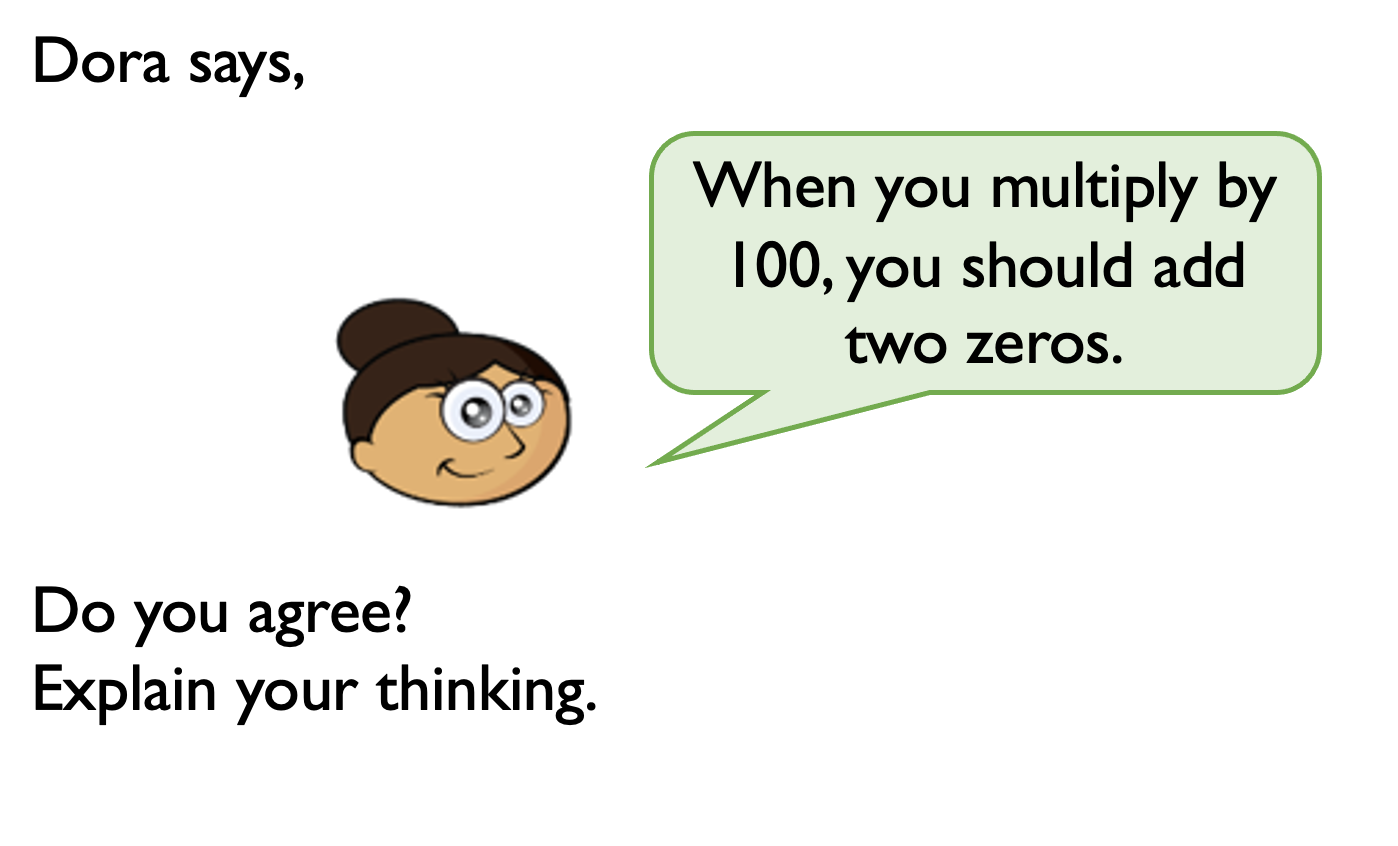 Dora says,
When you multiply by
100, you should add
two zeros.
Do you agree?
Explain your thinking.